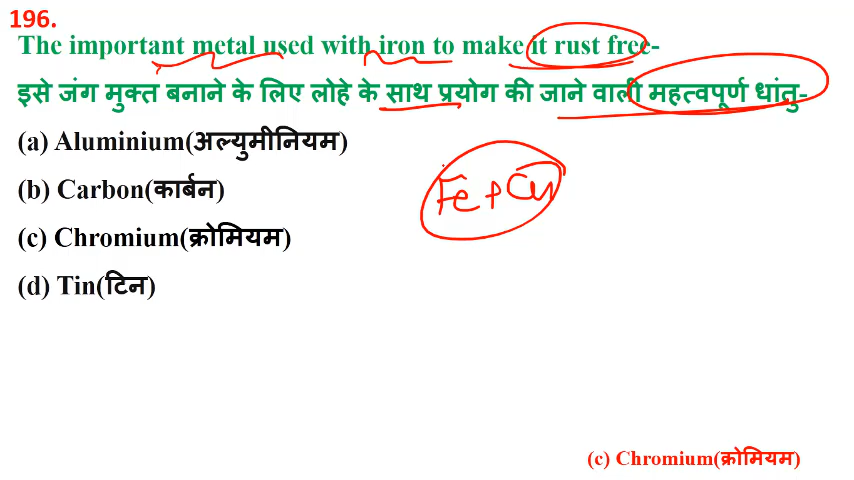 196.
The important metal used with iron to make it rust free-
इसे जंग मुक्त बनाने के लिए लोहे के साथ प्रयोग की जाने वाली महत्वपूर्ण धांतु-
(a) Aluminium(अल्युमीनियम)
(b) Carbon(कार्बन)
Fe +
(c) Chromium(क्रोमियम)
(d) Tin(टिन)
(c) Chromium(क्रोमियम)